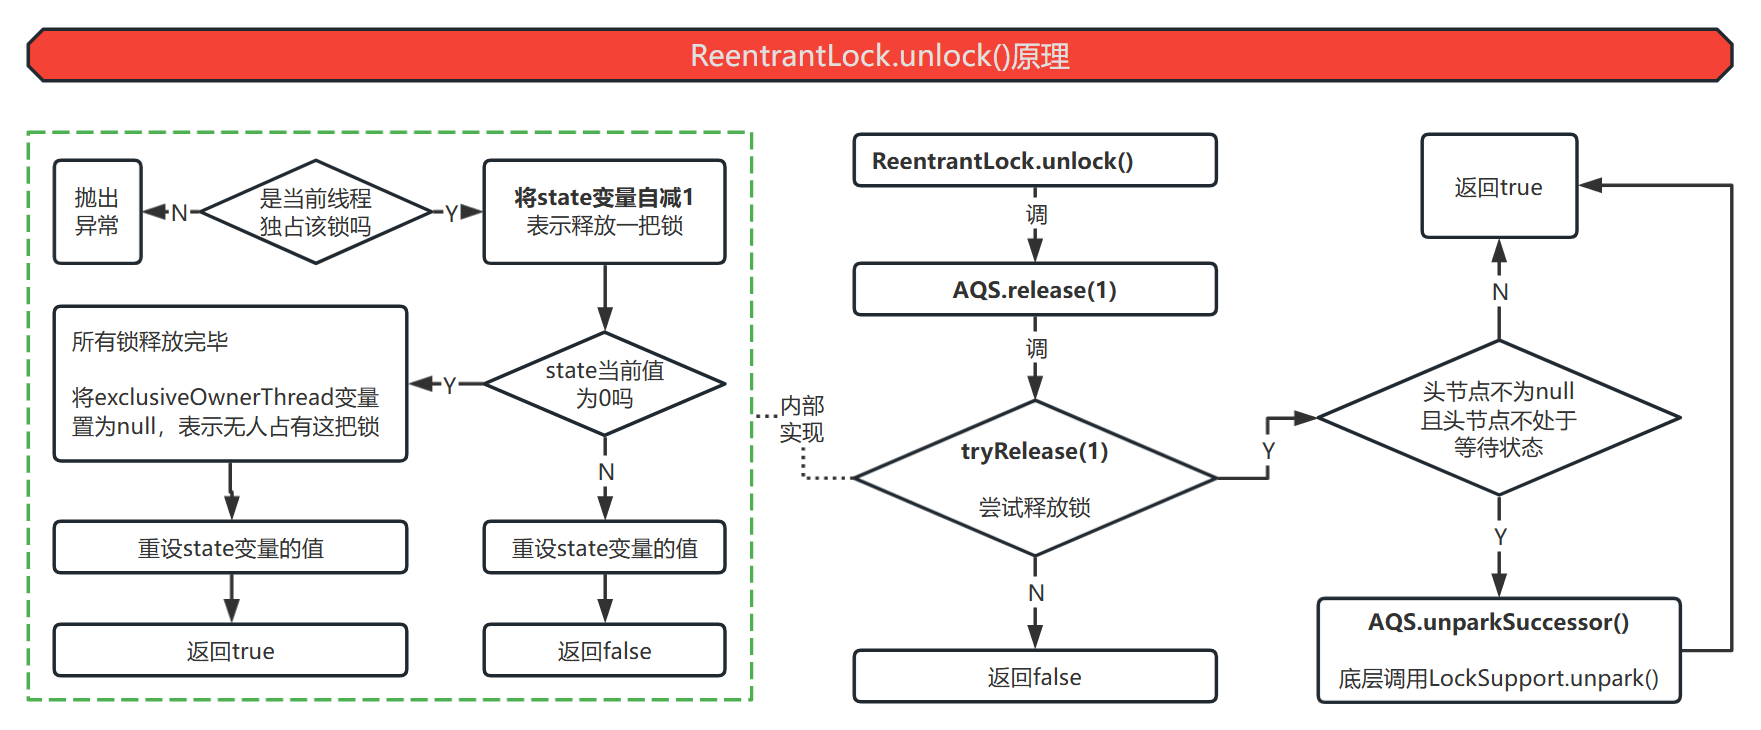 ReentrantLock.unlock()原理
抛出
异常
N
是当前线程
独占该锁吗
Y
将state变量自减1
表示释放一把锁
所有锁释放完毕
将exclusiveOwnerThread变量
置为null，表示无人占有这把锁
Y
state当前值
为0吗
N
重设state变量的值
重设state变量的值
返回true
返回false
内部
实现
ReentrantLock.unlock()
调
AQS.release(1)
调
tryRelease(1)
尝试释放锁
N
返回false
Y
返回true
N
头节点不为null
且头节点不处于
等待状态
Y
AQS.unparkSuccessor()
底层调用LockSupport.unpark()